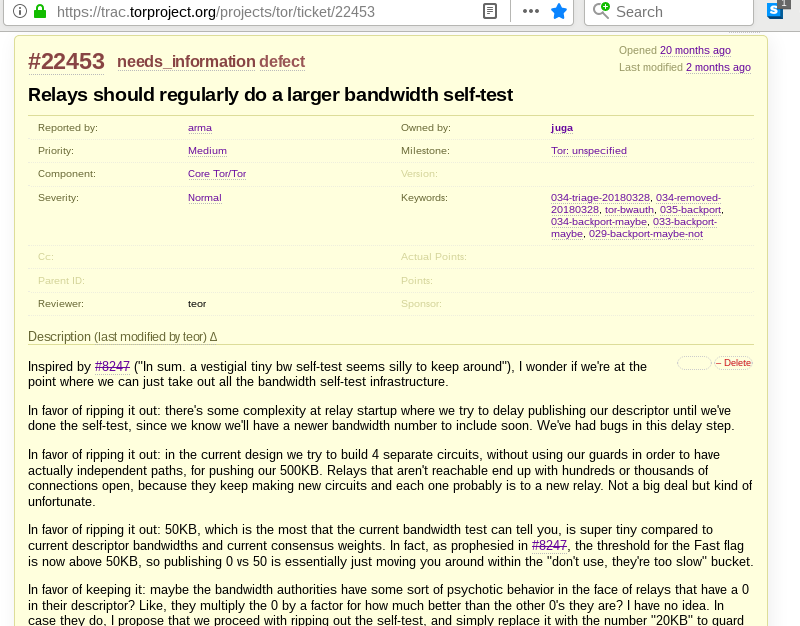 https://trac.torproject.org/projects/tor/ticket/22453
Search
S
1
#22453 needs_information defect
Opened 20 months ago
Last modified 2 months ago
Relays should regularly do a larger bandwidth self-test
Reported by: arma Owned by: juga
Priority: Medium Milestone: Tor: unspecified
Component: Core Tor/Tor Version:
Severity: Normal Keywords: 034-triage-20180328, 034-removed-
20180328, tor-bwauth, 035-backport,
034-backport-maybe, 033-backport-
maybe, 029-backport-maybe-not
Cc: Actual Points:
Parent ID: Points:
Reviewer: teor Sponsor:
Description (last modified by teor) Δ
– Delete
Inspired by #8247 ("In sum. a vestigial tiny bw self-test seems silly to keep around"), I wonder if we're at the
point where we can just take out all the bandwidth self-test infrastructure.
In favor of ripping it out: there's some complexity at relay startup where we try to delay publishing our descriptor until we've
done the self-test, since we know we'll have a newer bandwidth number to include soon. We've had bugs in this delay step.
In favor of ripping it out: in the current design we try to build 4 separate circuits, without using our guards in order to have
actually independent paths, for pushing our 500KB. Relays that aren't reachable end up with hundreds or thousands of
connections open, because they keep making new circuits and each one probably is to a new relay. Not a big deal but kind of
unfortunate.
In favor of ripping it out: 50KB, which is the most that the current bandwidth test can tell you, is super tiny compared to
current descriptor bandwidths and current consensus weights. In fact, as prophesied in #8247, the threshold for the Fast flag
is now above 50KB, so publishing 0 vs 50 is essentially just moving you around within the "don't use, they're too slow" bucket.
In favor of keeping it: maybe the bandwidth authorities have some sort of psychotic behavior in the face of relays that have a 0
in their descriptor? Like, they multiply the 0 by a factor for how much better than the other 0's they are? I have no idea. In
case they do, I propose that we proceed with ripping out the self-test, and simply replace it with the number "20KB" to guard